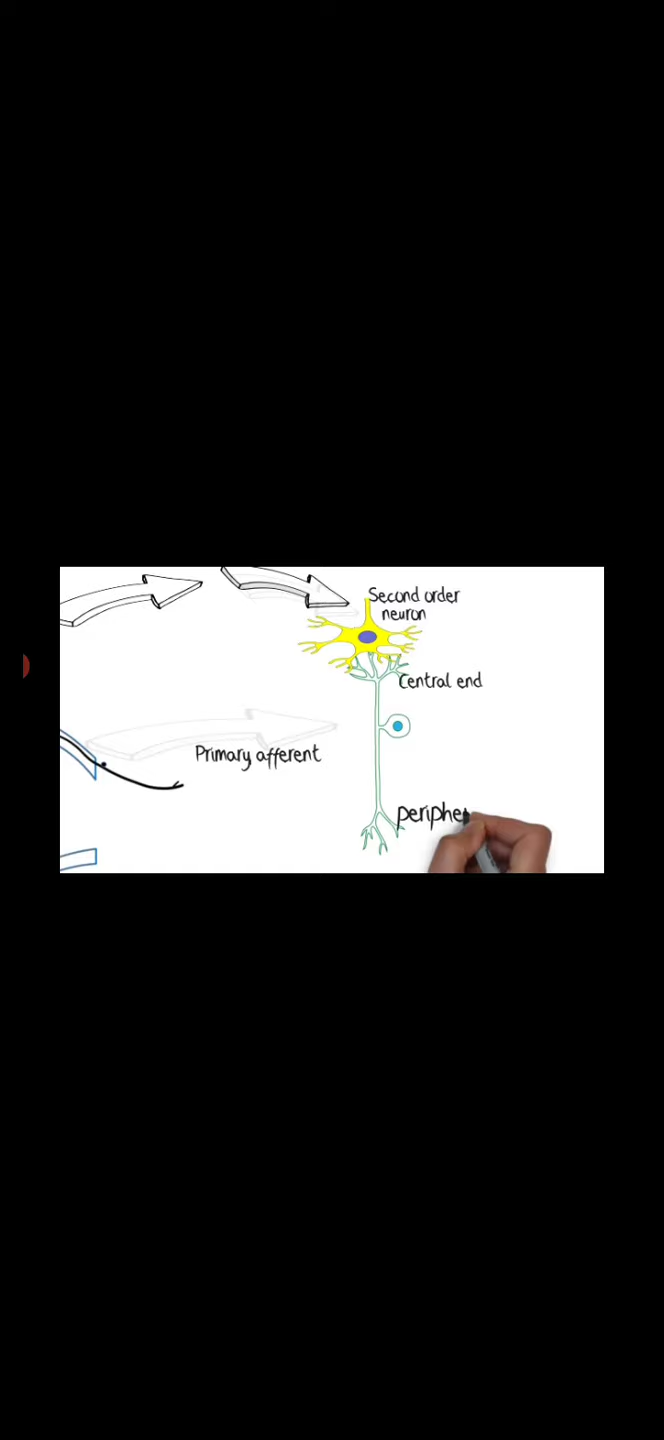 Second order
neuron
Central end
Primary afferent
periphe